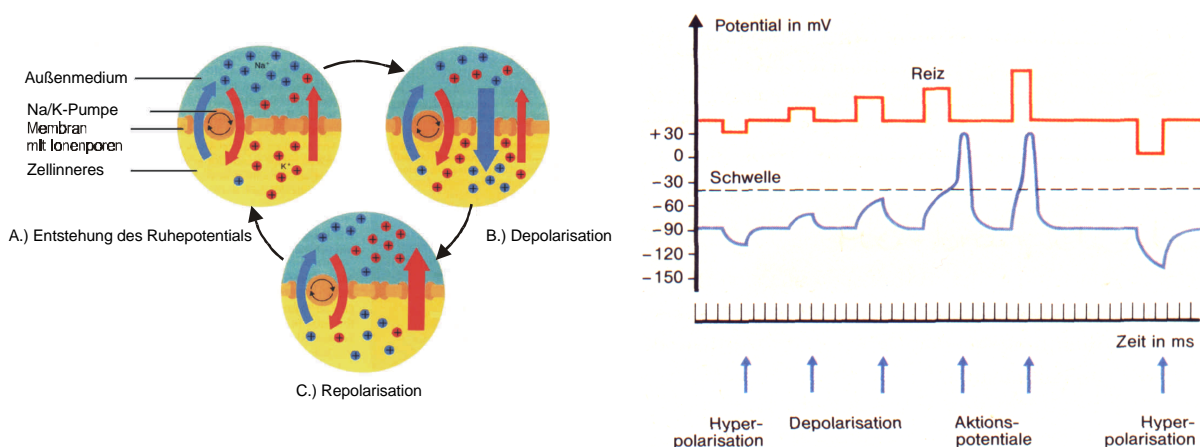 Außenmedium
Na/K-Pumpe
Membran
mit Ionenporen
Zellinneres
Na⁺
K⁺
A.) Entstehung des Ruhepotentials
B.) Depolarisation
C.) Repolarisation
Potential in mV
Reiz
+30
0
Schwelle
−30
−60
−90
−120
−150
Zeit in ms
Hyper-
polarisation
Depolarisation
Aktions-
potentiale
Hyper-
polarisation